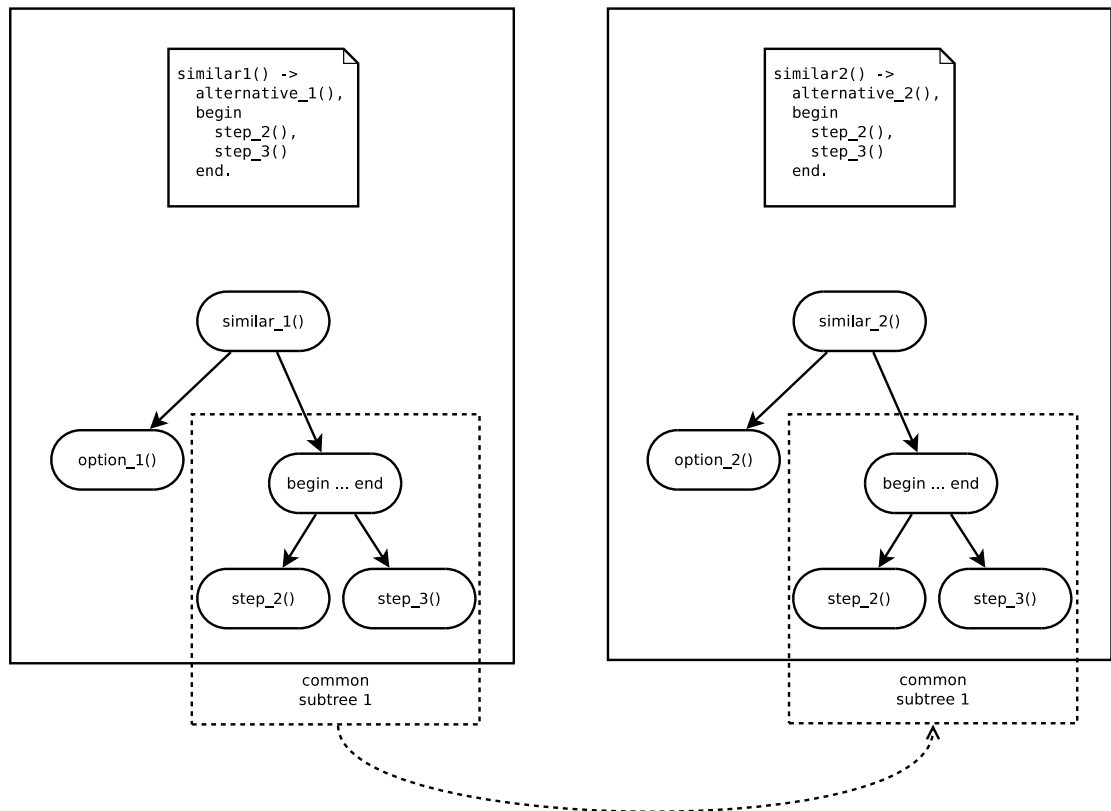 similar1() ->
  alternative_1(),
  begin
    step_2(),
    step_3()
  end.
similar_1()
option_1()
begin ... end
step_2()
step_3()
common
subtree 1
similar2() ->
  alternative_2(),
  begin
    step_2(),
    step_3()
  end.
similar_2()
option_2()
begin ... end
step_2()
step_3()
common
subtree 1